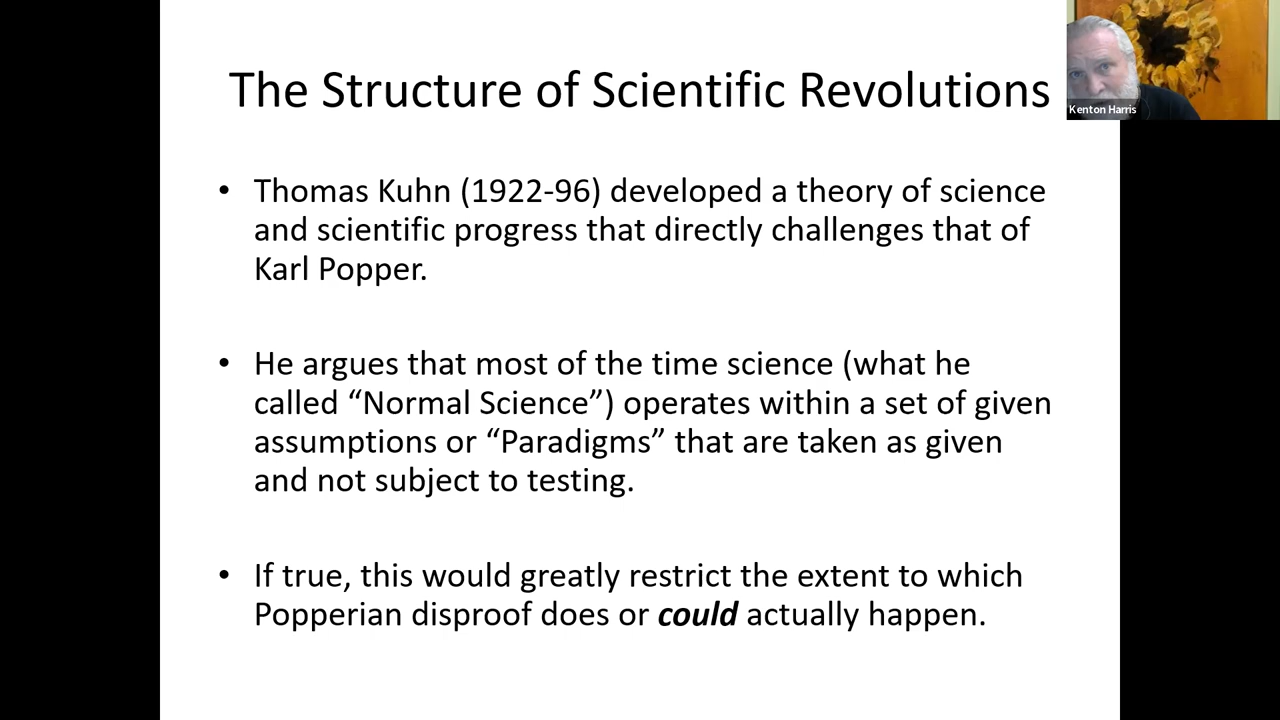 The Structure of Scientific Revolutions
Kenton Harris
• Thomas Kuhn (1922-96) developed a theory of science
and scientific progress that directly challenges that of
Karl Popper.
• He argues that most of the time science (what he
called “Normal Science”) operates within a set of given
assumptions or “Paradigms” that are taken as given
and not subject to testing.
• If true, this would greatly restrict the extent to which
Popperian disproof does or could actually happen.